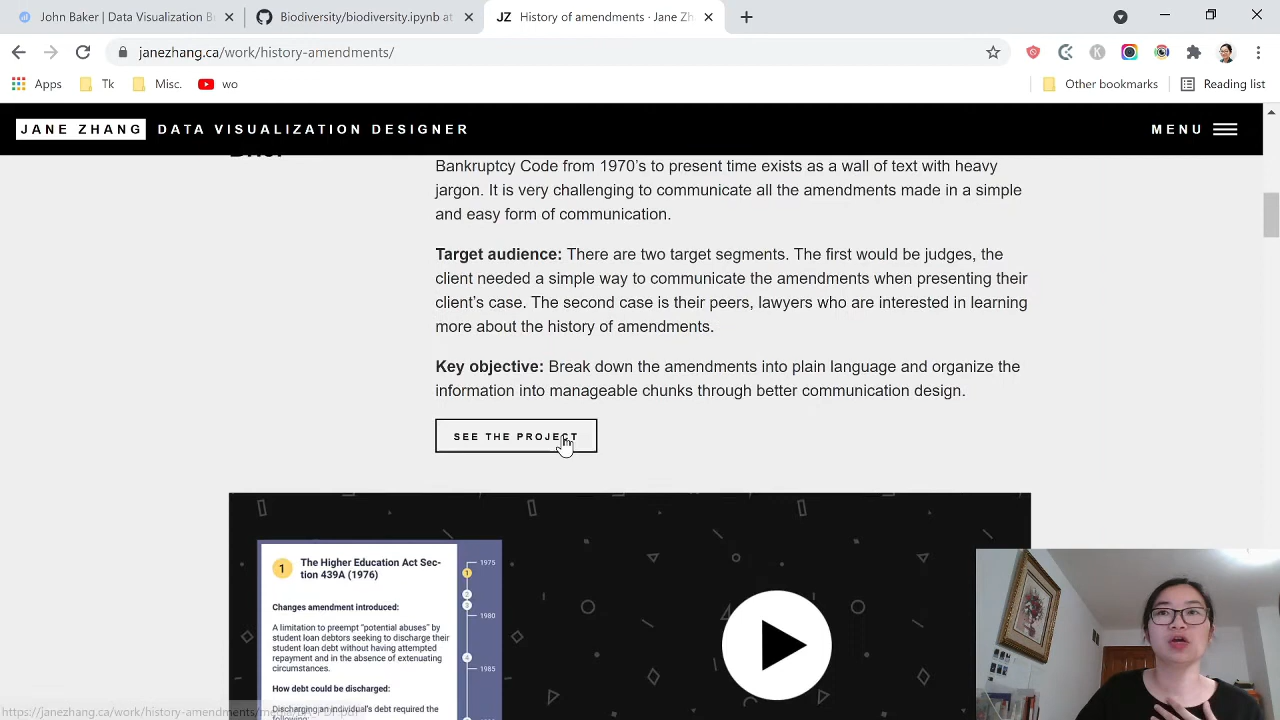 John Baker | Data Visualization B
Biodiversity/biodiversity.ipynb at
JZ History of amendments · Jane Zh
janezhang.ca/work/history-amendments/
Apps Tk Misc. wo Other bookmarks Reading list
JANE ZHANG DATA VISUALIZATION DESIGNER MENU
Bankruptcy Code from 1970's to present time exists as a wall of text with heavy
jargon. It is very challenging to communicate all the amendments made in a simple
and easy form of communication.
Target audience: There are two target segments. The first would be judges, the
client needed a simple way to communicate the amendments when presenting their
client's case. The second case is their peers, lawyers who are interested in learning
more about the history of amendments.
Key objective: Break down the amendments into plain language and organize the
information into manageable chunks through better communication design.
SEE THE PROJECT
1 The Higher Education Act Sec-
tion 439A (1976)
Changes amendment introduced:
A limitation to preempt "potential abuses" by
student loan debtors seeking to discharge their
student loan debt without having attempted
repayment and in the absence of extenuating
circumstances.
How debt could be discharged:
Discharging an individual's debt required the
following:
1975
1
2
3
1980
4
1985
https://janezhang.ca/work/history-amendments/